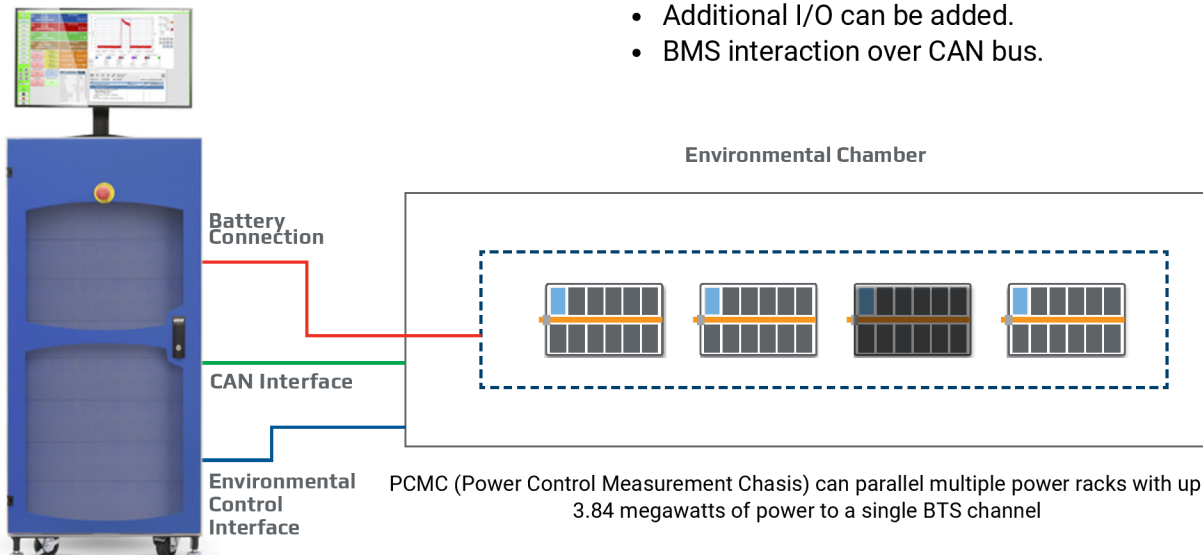 • Additional I/O can be added.
• BMS interaction over CAN bus.
Environmental Chamber
Battery
Connection
CAN Interface
Environmental
Control
Interface
PCMC (Power Control Measurement Chasis) can parallel multiple power racks with up
3.84 megawatts of power to a single BTS channel